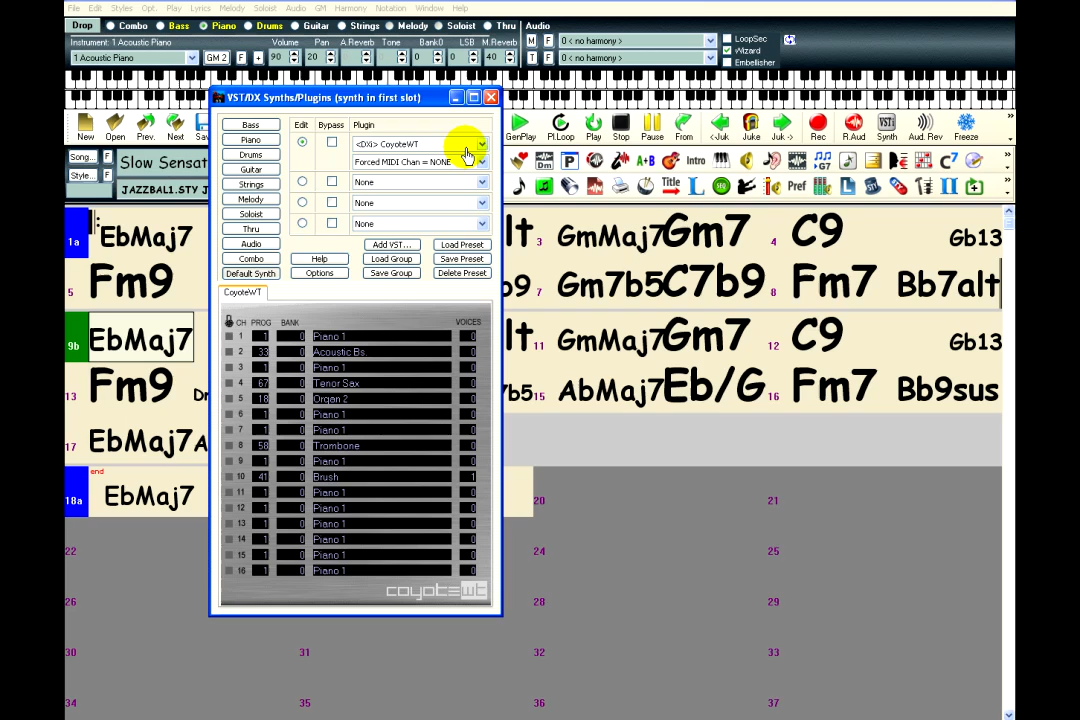 File Edit Styles Opt. Play Lyrics Melody Soloist Audio GM Harmony Notation Window Help
Drop Combo Bass Piano Drums Guitar Strings Melody Soloist Thru Audio
Instrument: 1 Acoustic Piano Volume Pan A.Reverb Tone Bank0 LSB M.Reverb M F 0 < no harmony > LoopSec
1 Acoustic Piano GM 2 F + 90 20 0 0 40 T F 0 < no harmony > Wizard
Embellisher
VST/DX Synths/Plugins (synth in first slot)
New Open Prev. Next Sav GenPlay Pl.Loop Play Stop Pause From <-Juk Juke Juk-> Rec R.Aud Synth Aud. Rev Freeze
Song... F Slow Sensat
Style... F JAZZBAL1.STY J
Intro Title Pref
Bass Edit Bypass Plugin
Piano <DXi> CoyoteWT
Drums Forced MIDI Chan = NONE
Guitar
Strings None
Melody None
Soloist
Thru None
Audio Add VST... Load Preset
Combo Help Load Group Save Preset
Default Synth Options Save Group Delete Preset
CoyoteWT
CH PROG BANK VOICES
1 1 0 Piano 1 0
2 33 0 Acoustic Bs. 0
3 1 0 Piano 1 0
4 67 0 Tenor Sax 0
5 18 0 Organ 2 0
6 1 0 Piano 1 0
7 1 0 Piano 1 0
8 58 0 Trombone 0
9 1 0 Piano 1 0
10 41 0 Brush 1
11 1 0 Piano 1 0
12 1 0 Piano 1 0
13 1 0 Piano 1 0
14 1 0 Piano 1 0
15 1 0 Piano 1 0
16 1 0 Piano 1 0
coyotewt
1a EbMaj7 lt 3 GmMaj7 Gm7 4 C9 Gb13
5 Fm9 b9 7 Gm7b5 C7b9 8 Fm7 Bb7alt
9b EbMaj7 lt 11 GmMaj7 Gm7 12 C9 Gb13
13 Fm9 7b5 15 AbMaj7 Eb/G 16 Fm7 Bb9sus
17 EbMaj7 A
end
18a EbMaj7 20 21
22 24 25
26 28 29
30 31 32 33
34 35 36 37